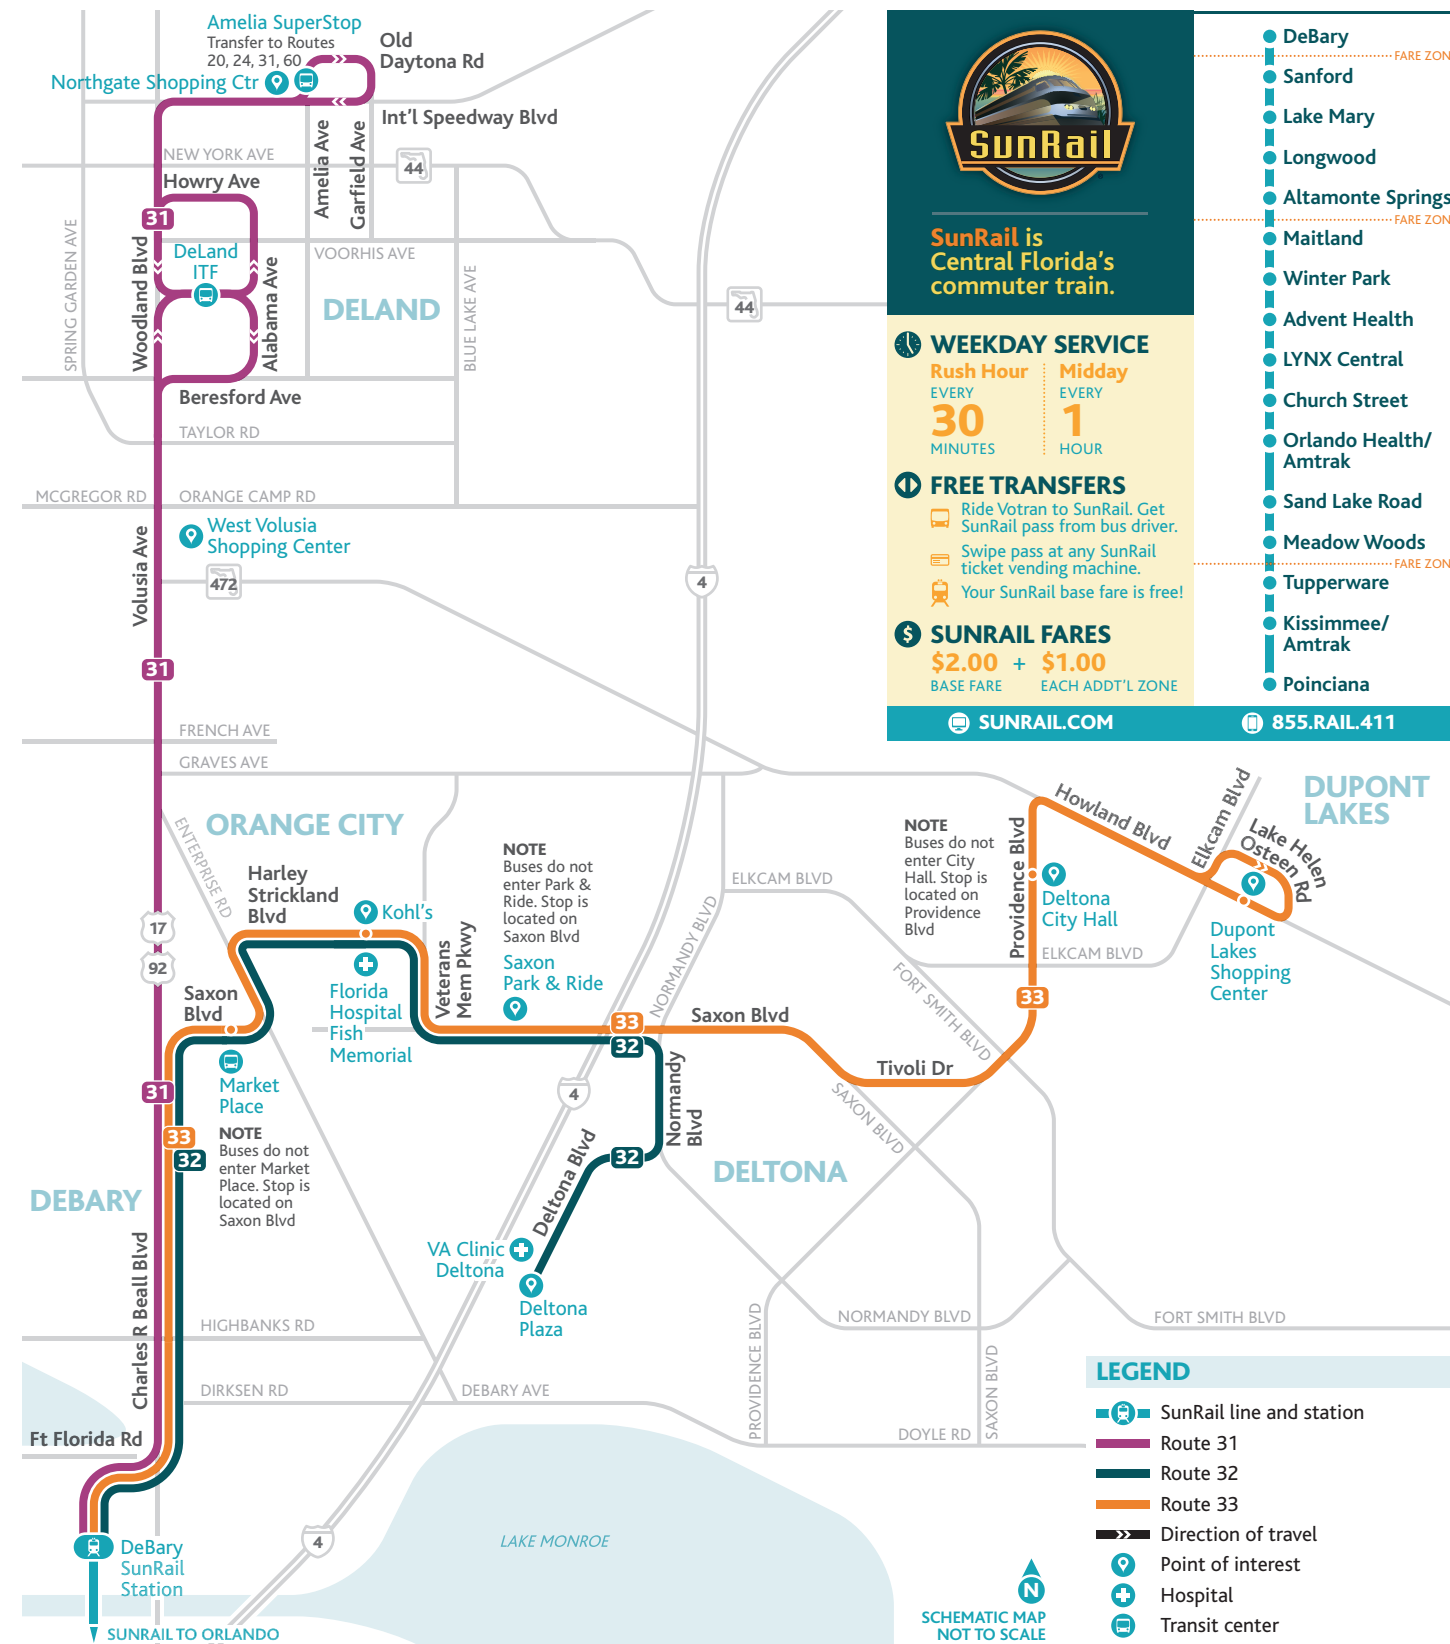 Amelia SuperStop
Transfer to Routes
20, 24, 31, 60
Northgate Shopping Ctr
Old
Daytona Rd
Int'l Speedway Blvd
NEW YORK AVE
44
Howry Ave
Amelia Ave
Garfield Ave
31
SPRING GARDEN AVE
Woodland Blvd
DeLand
ITF
Alabama Ave
VOORHIS AVE
DELAND
BLUE LAKE AVE
44
Beresford Ave
TAYLOR RD
MCGREGOR RD
ORANGE CAMP RD
Volusia Ave
West Volusia
Shopping Center
472
4
31
FRENCH AVE
GRAVES AVE
SunRail
SunRail is
Central Florida's
commuter train.
WEEKDAY SERVICE
Rush Hour
EVERY
30
MINUTES
Midday
EVERY
1
HOUR
FREE TRANSFERS
Ride Votran to SunRail. Get
SunRail pass from bus driver.
Swipe pass at any SunRail
ticket vending machine.
Your SunRail base fare is free!
$ SUNRAIL FARES
$2.00 + $1.00
BASE FARE
EACH ADDT'L ZONE
SUNRAIL.COM
855.RAIL.411
DeBary
FARE ZON
Sanford
Lake Mary
Longwood
Altamonte Springs
FARE ZON
Maitland
Winter Park
Advent Health
LYNX Central
Church Street
Orlando Health/
Amtrak
Sand Lake Road
Meadow Woods
FARE ZON
Tupperware
Kissimmee/
Amtrak
Poinciana
ORANGE CITY
ENTERPRISE RD
Harley
Strickland
Blvd
Kohl's
17
92
Saxon
Blvd
Florida
Hospital
Fish
Memorial
Veterans
Mem Pkwy
NOTE
Buses do not
enter Park &
Ride. Stop is
located on
Saxon Blvd
Saxon
Park & Ride
NORMANDY BLVD
ELKCAM BLVD
33
32
Saxon Blvd
Market
Place
NOTE
Buses do not
enter Market
Place. Stop is
located on
Saxon Blvd
31
33
32
4
Normandy
Blvd
32
Deltona Blvd
NOTE
Buses do not
enter City
Hall. Stop is
located on
Providence
Blvd
Providence Blvd
Howland Blvd
Elkcam Blvd
Lake Helen
Osteen Rd
DUPONT
LAKES
Deltona
City Hall
ELKCAM BLVD
Dupont
Lakes
Shopping
Center
FORT SMITH BLVD
33
Tivoli Dr
SAXON BLVD
DELTONA
DEBARY
Charles R Beall Blvd
VA Clinic
Deltona
Deltona
Plaza
HIGHBANKS RD
DIRKSEN RD
DEBARY AVE
PROVIDENCE BLVD
NORMANDY BLVD
SAXON BLVD
FORT SMITH BLVD
DOYLE RD
Ft Florida Rd
DeBary
SunRail
Station
4
LAKE MONROE
SUNRAIL TO ORLANDO
N
SCHEMATIC MAP
NOT TO SCALE
LEGEND
SunRail line and station
Route 31
Route 32
Route 33
Direction of travel
Point of interest
Hospital
Transit center